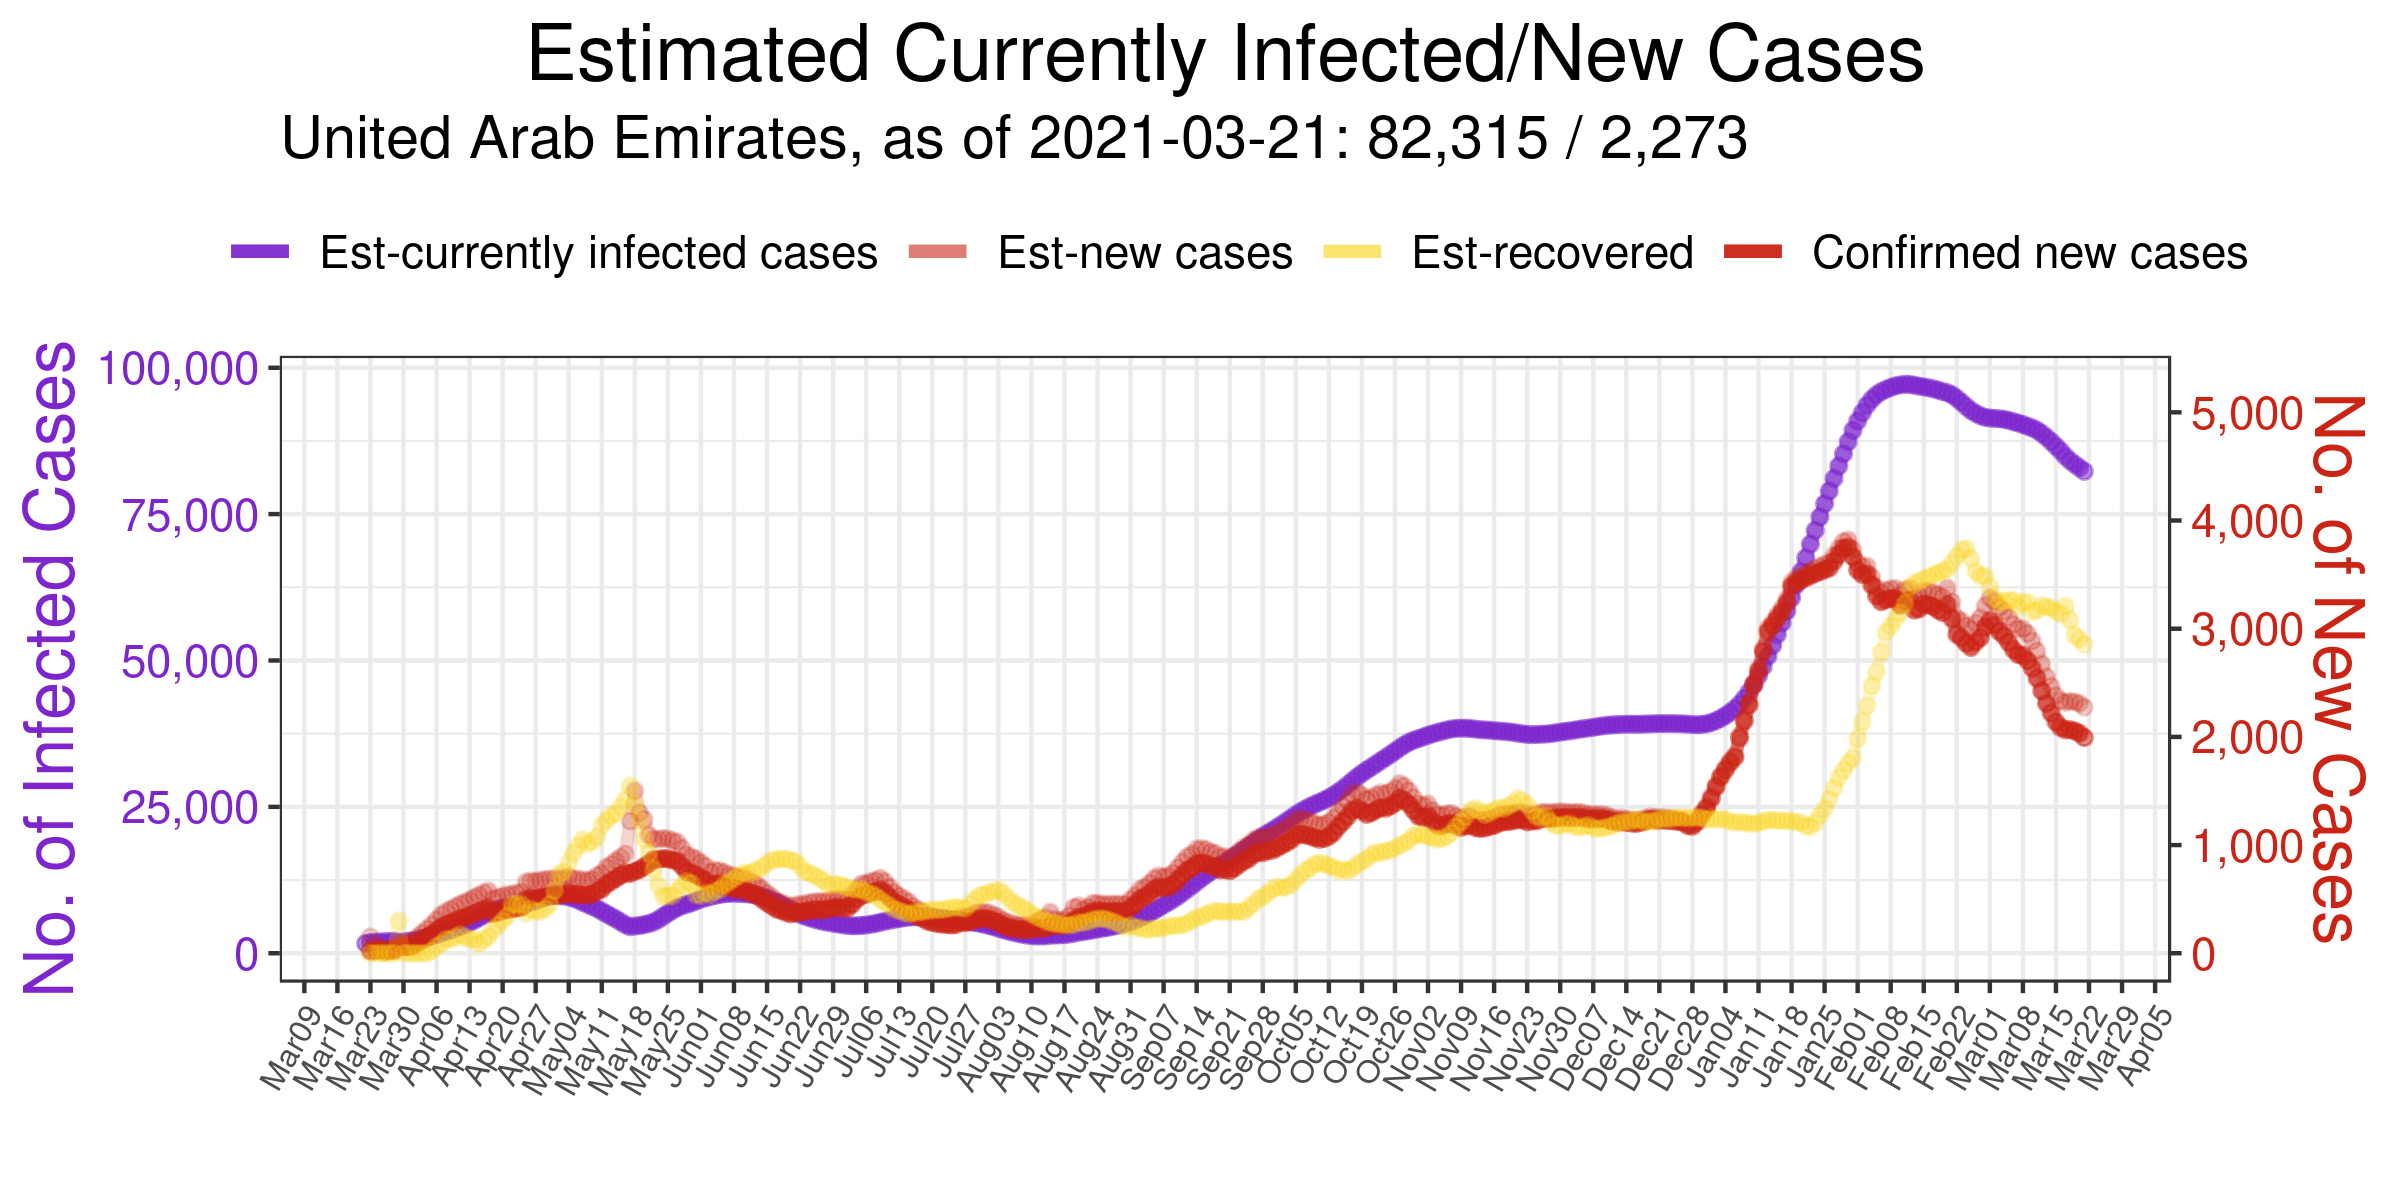 Estimated Currently Infected/New Cases
United Arab Emirates, as of 2021-03-21: 82,315 / 2,273
Est-currently infected cases Est-new cases Est-recovered Confirmed new cases
No. of Infected Cases
100,000
75,000
50,000
25,000
0
5,000
4,000
3,000
2,000
1,000
0
No. of New Cases
Mar09 Mar16 Mar23 Mar30 Apr06 Apr13 Apr20 Apr27 May04 May11 May18 May25 Jun01 Jun08 Jun15 Jun22 Jun29 Jul06 Jul13 Jul20 Jul27 Aug03 Aug10 Aug17 Aug24 Aug31 Sep07 Sep14 Sep21 Sep28 Oct05 Oct12 Oct19 Oct26 Nov02 Nov09 Nov16 Nov23 Nov30 Dec07 Dec14 Dec21 Dec28 Jan04 Jan11 Jan18 Jan25 Feb01 Feb08 Feb15 Feb22 Mar01 Mar08 Mar15 Mar22 Mar29 Apr05